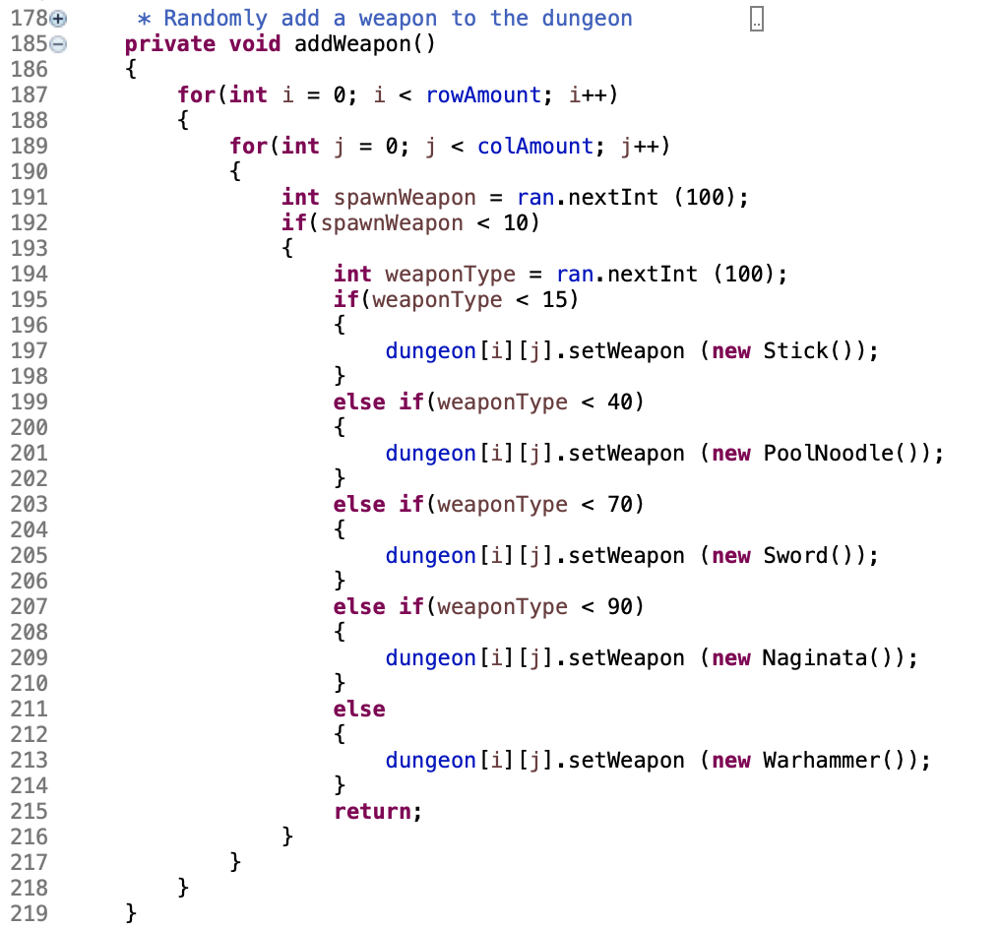 178 * Randomly add a weapon to the dungeon
185 private void addWeapon()
186 {
187 for(int i = 0; i < rowAmount; i++)
188 {
189 for(int j = 0; j < colAmount; j++)
190 {
191 int spawnWeapon = ran.nextInt (100);
192 if(spawnWeapon < 10)
193 {
194 int weaponType = ran.nextInt (100);
195 if(weaponType < 15)
196 {
197 dungeon[i][j].setWeapon (new Stick());
198 }
199 else if(weaponType < 40)
200 {
201 dungeon[i][j].setWeapon (new PoolNoodle());
202 }
203 else if(weaponType < 70)
204 {
205 dungeon[i][j].setWeapon (new Sword());
206 }
207 else if(weaponType < 90)
208 {
209 dungeon[i][j].setWeapon (new Naginata());
210 }
211 else
212 {
213 dungeon[i][j].setWeapon (new Warhammer());
214 }
215 return;
216 }
217 }
218 }
219 }